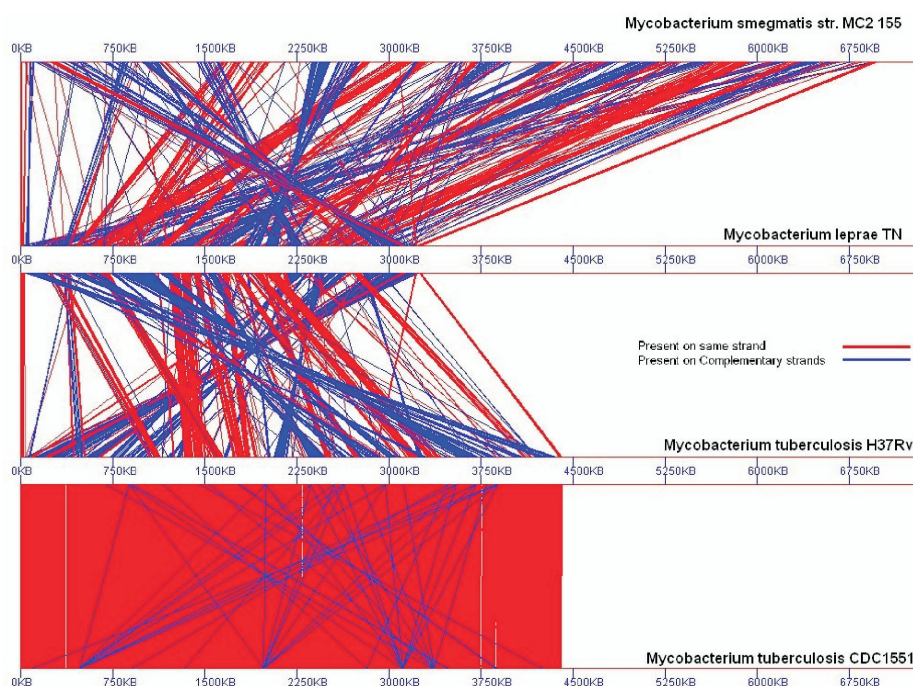 Mycobacterium smegmatis str. MC2 155
0KB 750KB 1500KB 2250KB 3000KB 3750KB 4500KB 5250KB 6000KB 6750KB
Mycobacterium leprae TN
0KB 750KB 1500KB 2250KB 3000KB 3750KB 4500KB 5250KB 6000KB 6750KB
Present on same strand
Present on Complementary strands
Mycobacterium tuberculosis H37Rv
0KB 750KB 1500KB 2250KB 3000KB 3750KB 4500KB 5250KB 6000KB 6750KB
Mycobacterium tuberculosis CDC1551
0KB 750KB 1500KB 2250KB 3000KB 3750KB 4500KB 5250KB 6000KB 6750KB